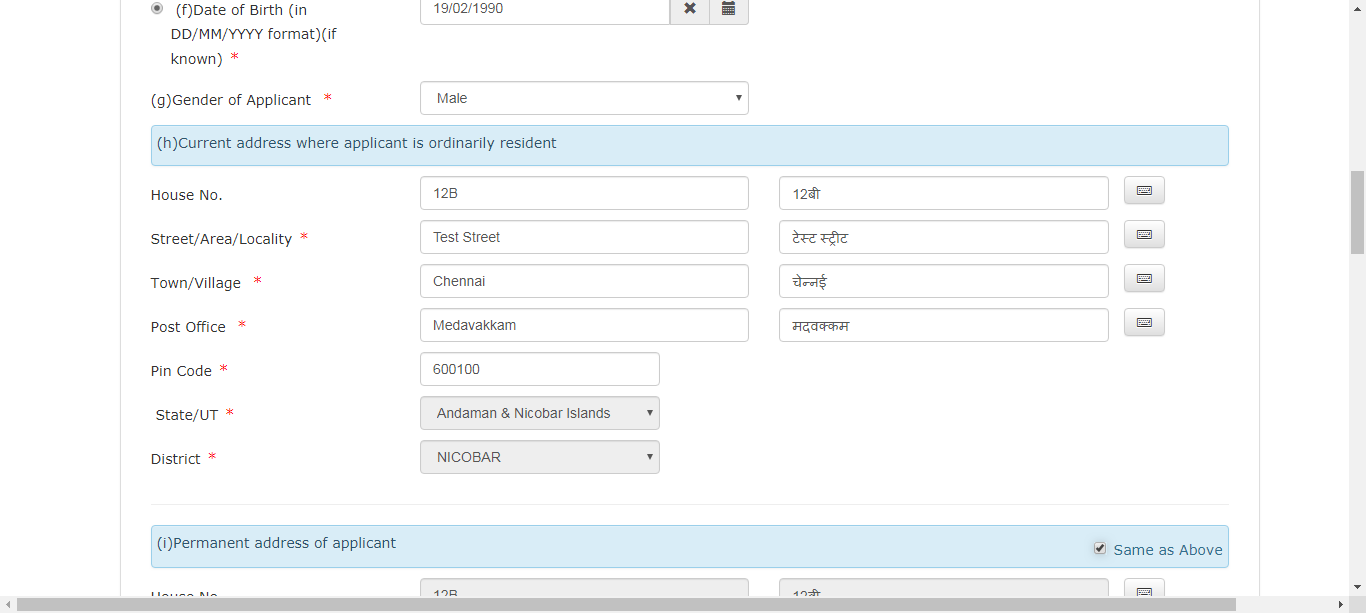 (f)Date of Birth (in
DD/MM/YYYY format)(if
known) *
19/02/1990
(g)Gender of Applicant *
Male
(h)Current address where applicant is ordinarily resident
House No.
12B
12बी
Street/Area/Locality *
Test Street
टेस्ट स्ट्रीट
Town/Village *
Chennai
चेन्नई
Post Office *
Medavakkam
मदवक्कम
Pin Code *
600100
State/UT *
Andaman & Nicobar Islands
District *
NICOBAR
(i)Permanent address of applicant
Same as Above
House No.
12B
12बी